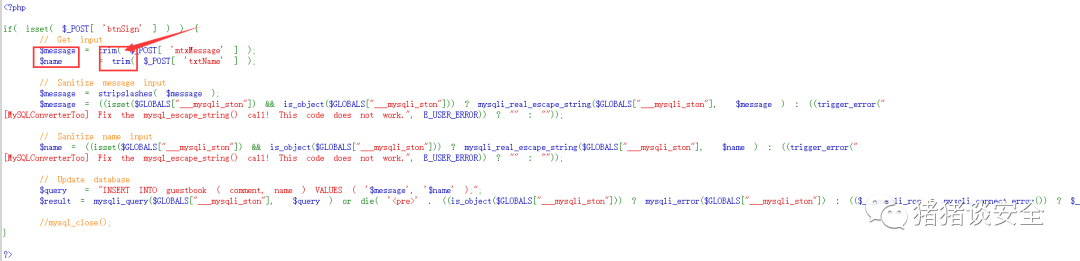 <?php
if( isset( $_POST[ 'btnSign' ] ) ) {
// Get input
$message = trim( $_POST[ 'mtxMessage' ] );
$name = trim( $_POST[ 'txtName' ] );
// Sanitize message input
$message = stripslashes( $message );
$message = ((isset($GLOBALS["___mysqli_ston"]) && is_object($GLOBALS["___mysqli_ston"])) ? mysqli_real_escape_string($GLOBALS["___mysqli_ston"], $message ) : ((trigger_error("
[MySQLConverterToo] Fix the mysql_escape_string() call! This code does not work.", E_USER_ERROR)) ? "" : ""));
// Sanitize name input
$name = ((isset($GLOBALS["___mysqli_ston"]) && is_object($GLOBALS["___mysqli_ston"])) ? mysqli_real_escape_string($GLOBALS["___mysqli_ston"], $name ) : ((trigger_error("
[MySQLConverterToo] Fix the mysql_escape_string() call! This code does not work.", E_USER_ERROR)) ? "" : ""));
// Update database
$query = "INSERT INTO guestbook ( comment, name ) VALUES ( '$message', '$name' );";
$result = mysqli_query($GLOBALS["___mysqli_ston"], $query ) or die( '<pre>' . ((is_object($GLOBALS["___mysqli_ston"])) ? mysqli_error($GLOBALS["___mysqli_ston"]) : (($ mysqli_connect_error()) ? $_
//mysql_close();
}
?>
猪猪谈安全